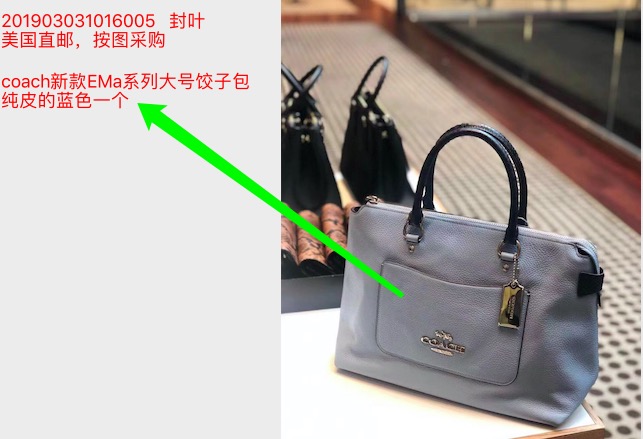 201903031016005 封叶
美国直邮，按图采购
coach新款EMa系列大号饺子包
纯皮的蓝色一个
COACH